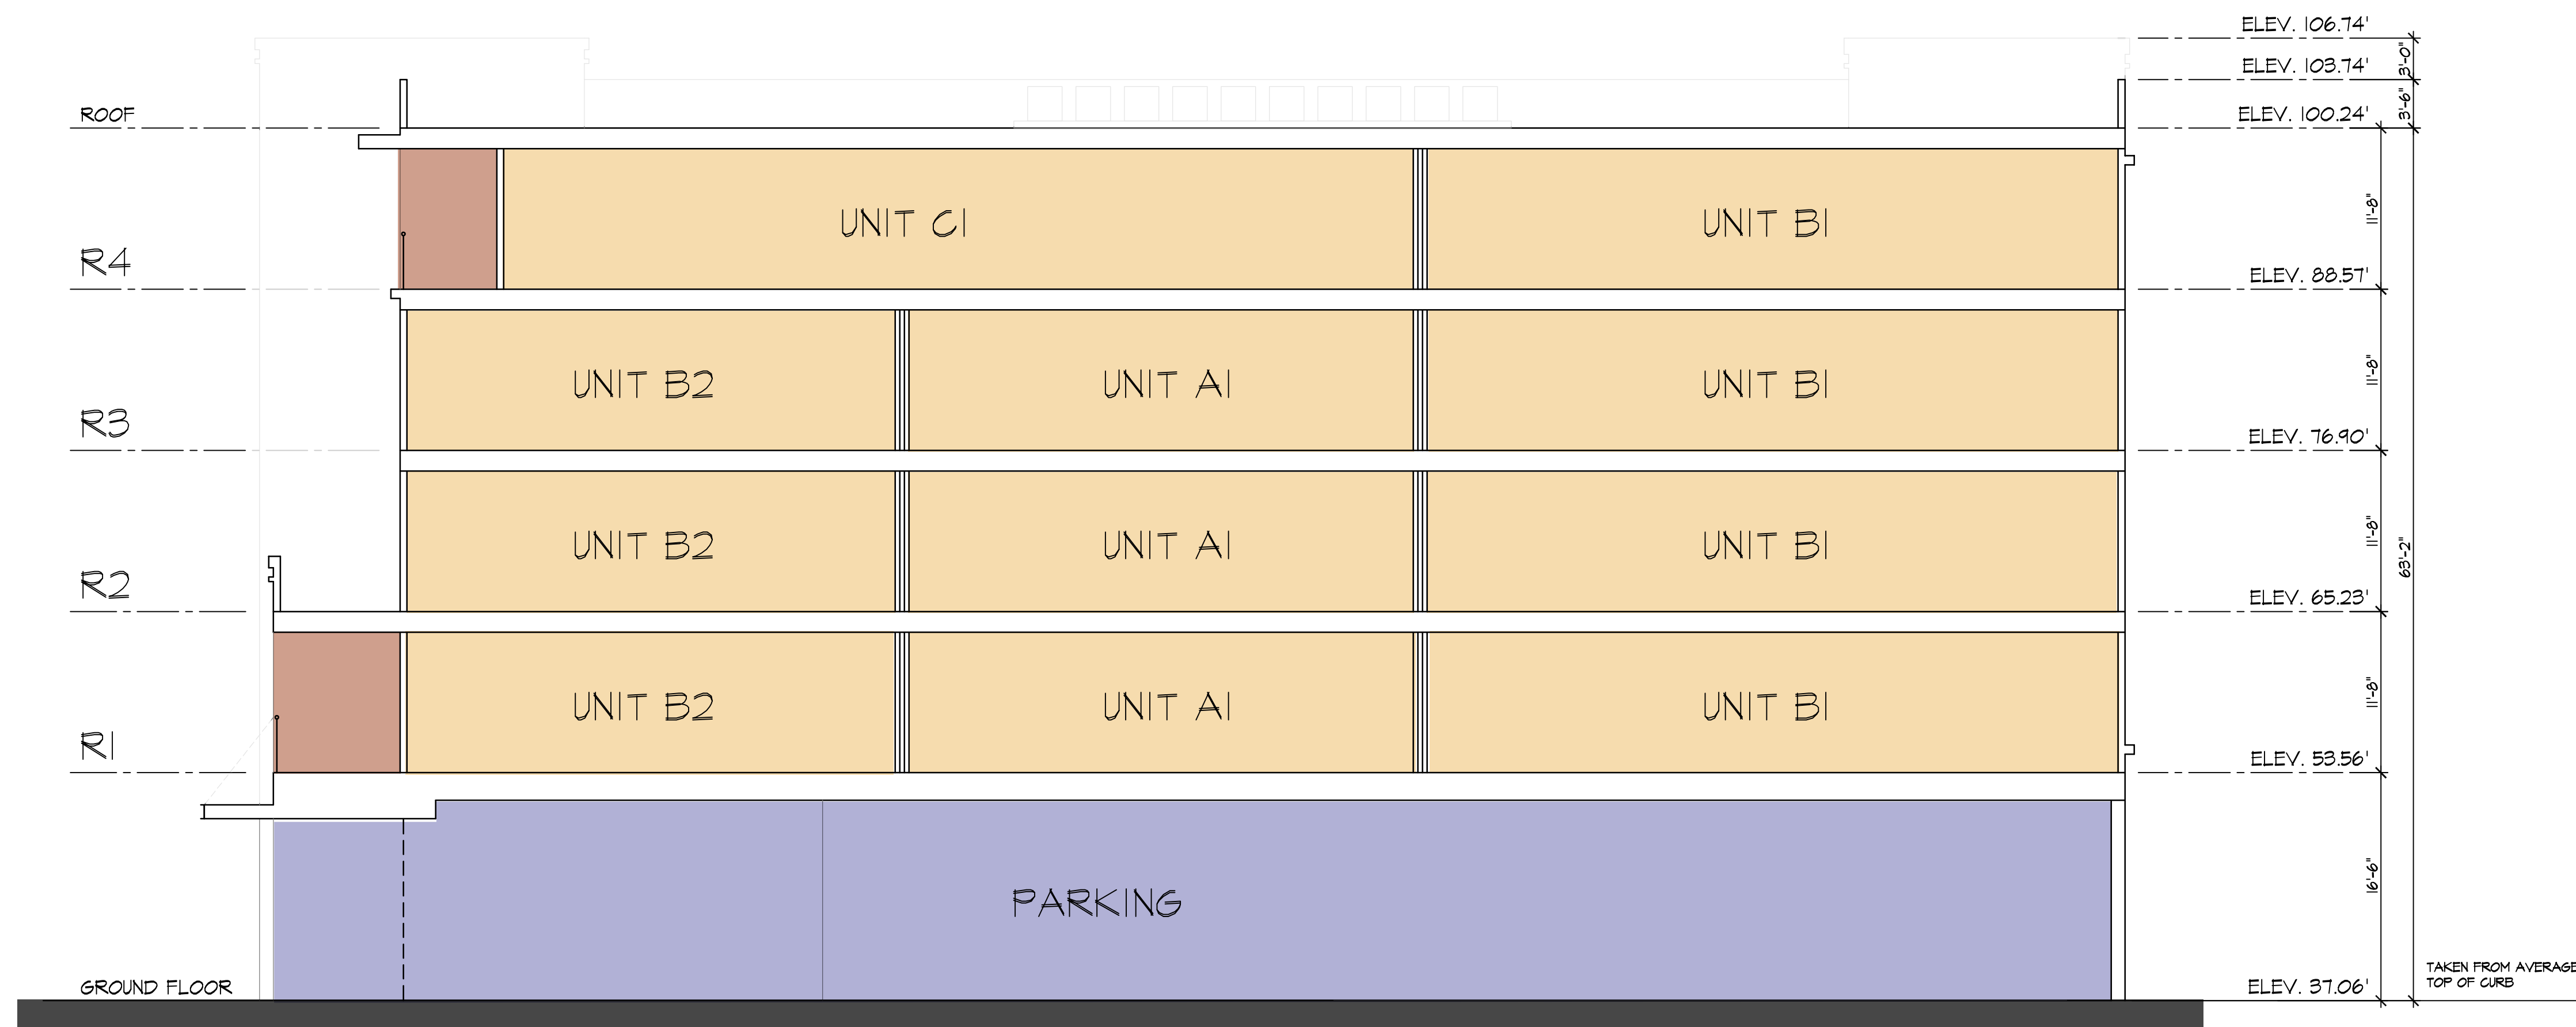 ELEV. 106.74'
3'-0"
ELEV. 103.74'
3'-6"
ROOF
ELEV. 100.24'
UNIT C1
UNIT B1
11'-8"
R4
ELEV. 88.57'
UNIT B2
UNIT A1
UNIT B1
11'-8"
R3
ELEV. 76.90'
UNIT B2
UNIT A1
UNIT B1
11'-8"
63'-2"
R2
ELEV. 65.23'
UNIT B2
UNIT A1
UNIT B1
11'-8"
R1
ELEV. 53.56'
PARKING
16'-6"
GROUND FLOOR
ELEV. 37.06'
TAKEN FROM AVERAGE
TOP OF CURB